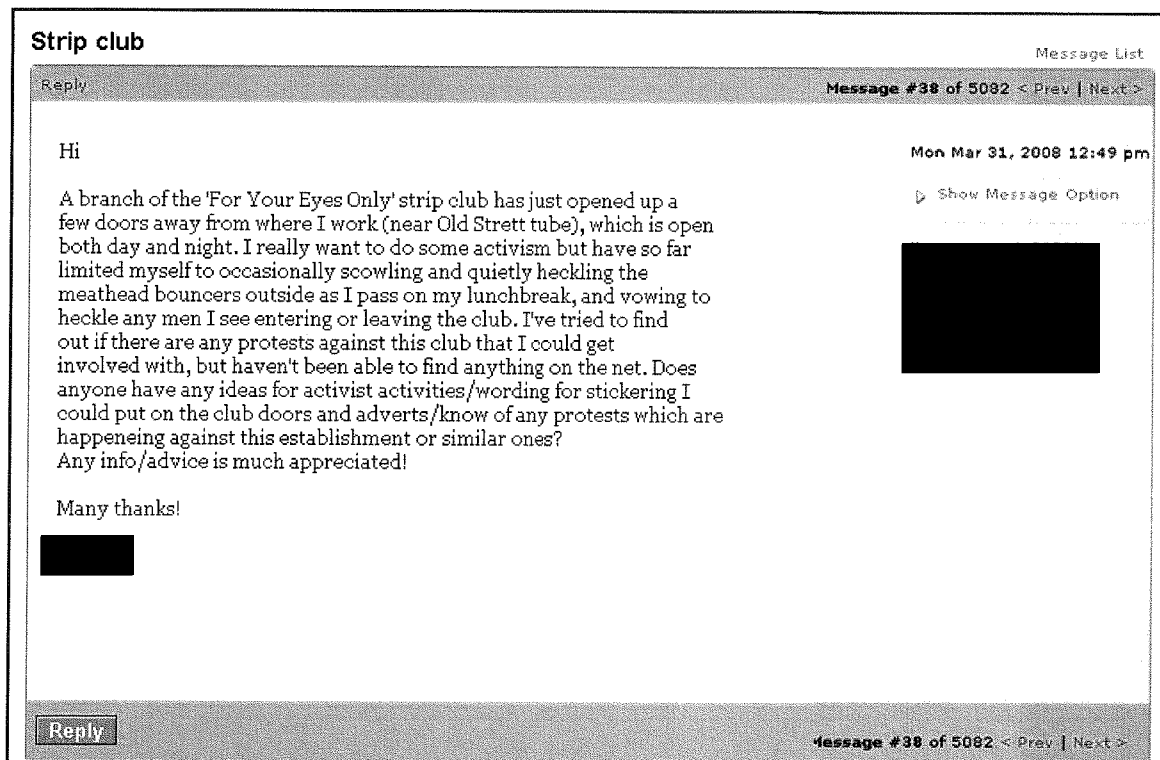 Strip club
Message List
Reply
Message #38 of 5082 < Prev | Next >
Hi
Mon Mar 31, 2008 12:49 pm
Show Message Option
A branch of the 'For Your Eyes Only' strip club has just opened up a
few doors away from where I work (near Old Strett tube), which is open
both day and night. I really want to do some activism but have so far
limited myself to occasionally scowling and quietly heckling the
meathead bouncers outside as I pass on my lunchbreak, and vowing to
heckle any men I see entering or leaving the club. I've tried to find
out if there are any protests against this club that I could get
involved with, but haven't been able to find anything on the net. Does
anyone have any ideas for activist activities/wording for stickering I
could put on the club doors and adverts/know of any protests which are
happeneing against this establishment or similar ones?
Any info/advice is much appreciated!
Many thanks!
Reply
Message #38 of 5082 < Prev | Next >